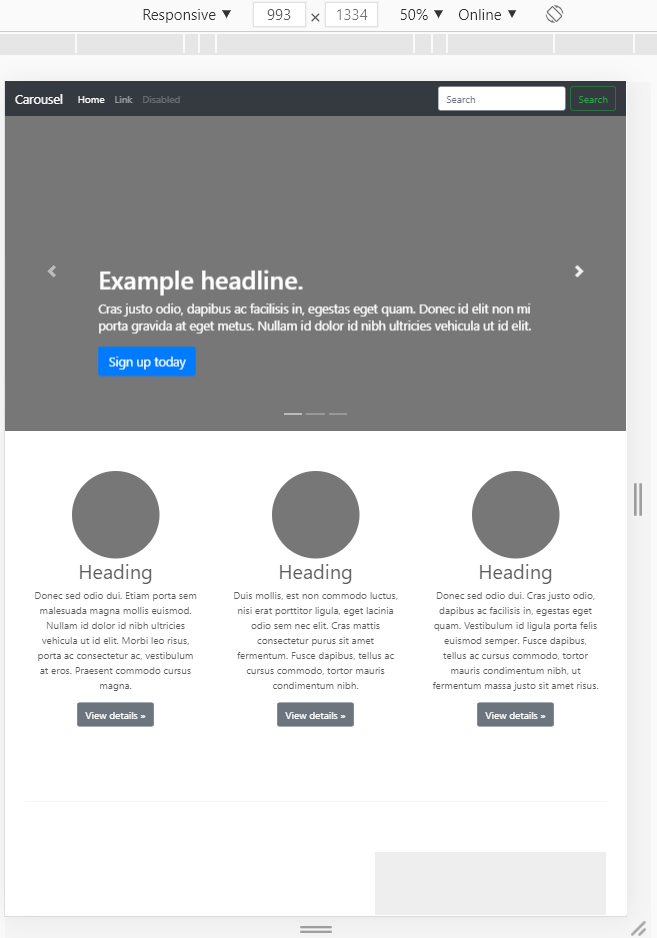 Responsive ▼ 993 × 1334 50% ▼ Online ▼
Carousel Home Link Disabled Search Search
Example headline.
Cras justo odio, dapibus ac facilisis in, egestas eget quam. Donec id elit non mi
porta gravida at eget metus. Nullam id dolor id nibh ultricies vehicula ut id elit.
Sign up today
Heading
Donec sed odio dui. Etiam porta sem
malesuada magna mollis euismod.
Nullam id dolor id nibh ultricies
vehicula ut id elit. Morbi leo risus,
porta ac consectetur ac, vestibulum
at eros. Praesent commodo cursus
magna.
View details »
Heading
Duis mollis, est non commodo luctus,
nisi erat porttitor ligula, eget lacinia
odio sem nec elit. Cras mattis
consectetur purus sit amet
fermentum. Fusce dapibus, tellus ac
cursus commodo, tortor mauris
condimentum nibh.
View details »
Heading
Donec sed odio dui. Cras justo odio,
dapibus ac facilisis in, egestas eget
quam. Vestibulum id ligula porta felis
euismod semper. Fusce dapibus,
tellus ac cursus commodo, tortor
mauris condimentum nibh, ut
fermentum massa justo sit amet risus.
View details »